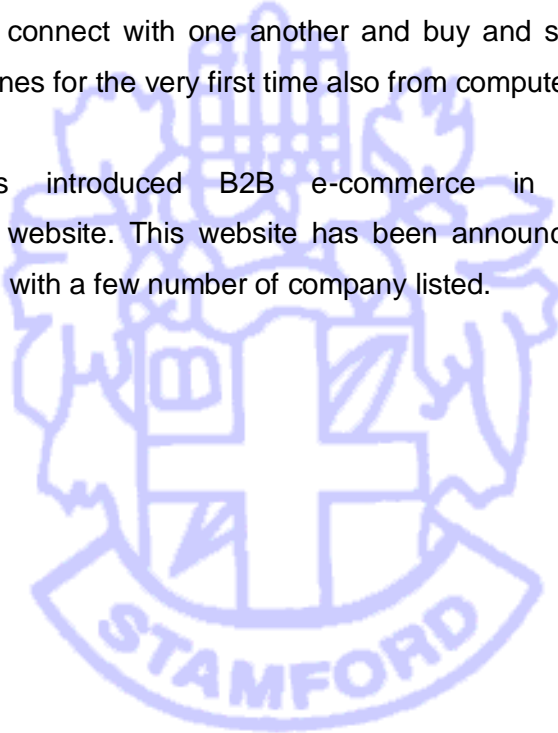 connect with one another and buy and s
nes for the very first time also from compute
s introduced B2B e-commerce in
website. This website has been announc
with a few number of company listed.
STAMFORD